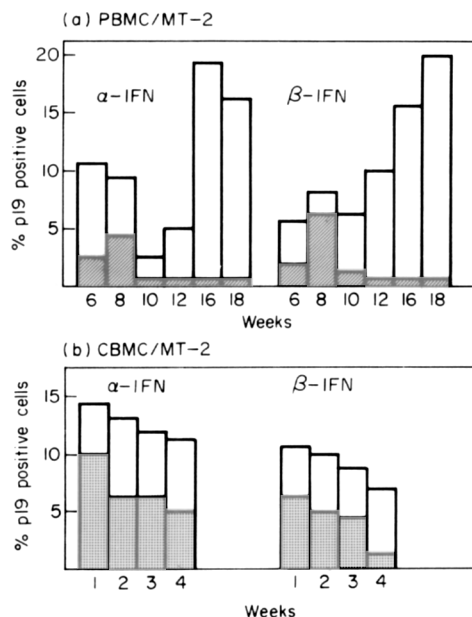 (a) PBMC/MT-2
% p19 positive cells
20
15
10
5
α-IFN
β-IFN
6 8 10 12 16 18 6 8 10 12 16 18
Weeks
(b) CBMC/MT-2
% p19 positive cells
15
10
5
α-IFN
β-IFN
1 2 3 4 1 2 3 4
Weeks